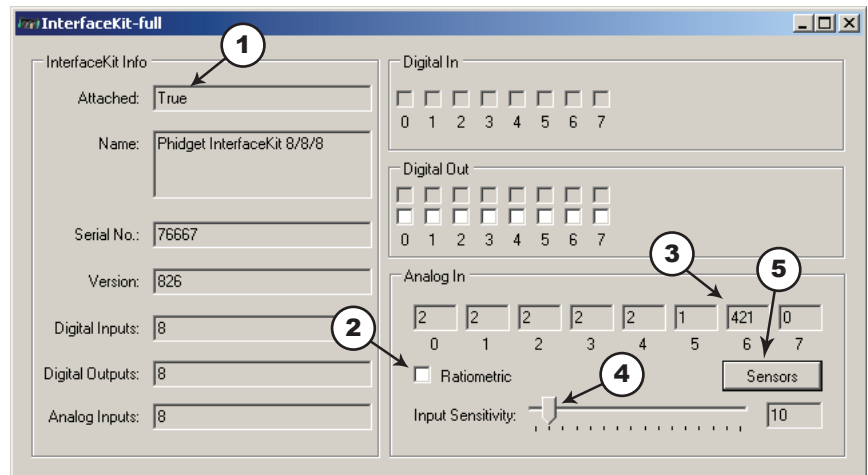 InterfaceKit-full
1
InterfaceKit Info
Attached: True
Name: Phidget InterfaceKit 8/8/8
Serial No.: 76667
Version: 826
Digital Inputs: 8
Digital Outputs: 8
Analog Inputs: 8
Digital In
0 1 2 3 4 5 6 7
Digital Out
0 1 2 3 4 5 6 7
3
5
Analog In
2 2 2 2 2 1 421 0
0 1 2 3 4 5 6 7
2
Ratiometric
4
Sensors
Input Sensitivity: 10